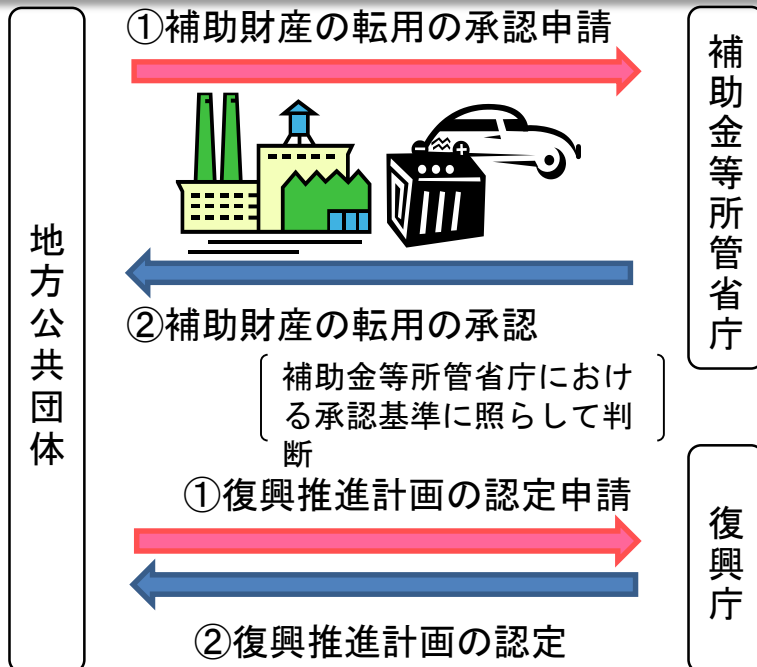 ①補助財産の転用の承認申請
補助金等所管省庁
地方公共団体
②補助財産の転用の承認
補助金等所管省庁におけ
る承認基準に照らして判
断
①復興推進計画の認定申請
復興庁
②復興推進計画の認定